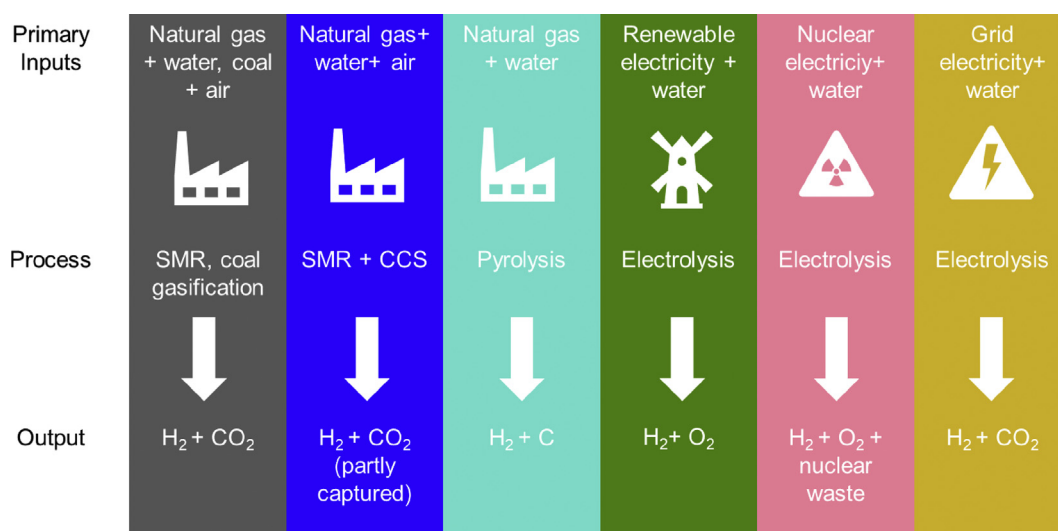 Primary
Inputs
Natural gas
+ water, coal
+ air
Natural gas+
water+ air
Natural gas
+ water
Renewable
electricity +
water
Nuclear
electriciy+
water
Grid
electricity+
water
Process
SMR, coal
gasification
SMR + CCS
Pyrolysis
Electrolysis
Electrolysis
Electrolysis
Output
H₂ + CO₂
H₂ + CO₂
(partly
captured)
H₂ + C
H₂+ O₂
H₂ + O₂ +
nuclear
waste
H₂ + CO₂